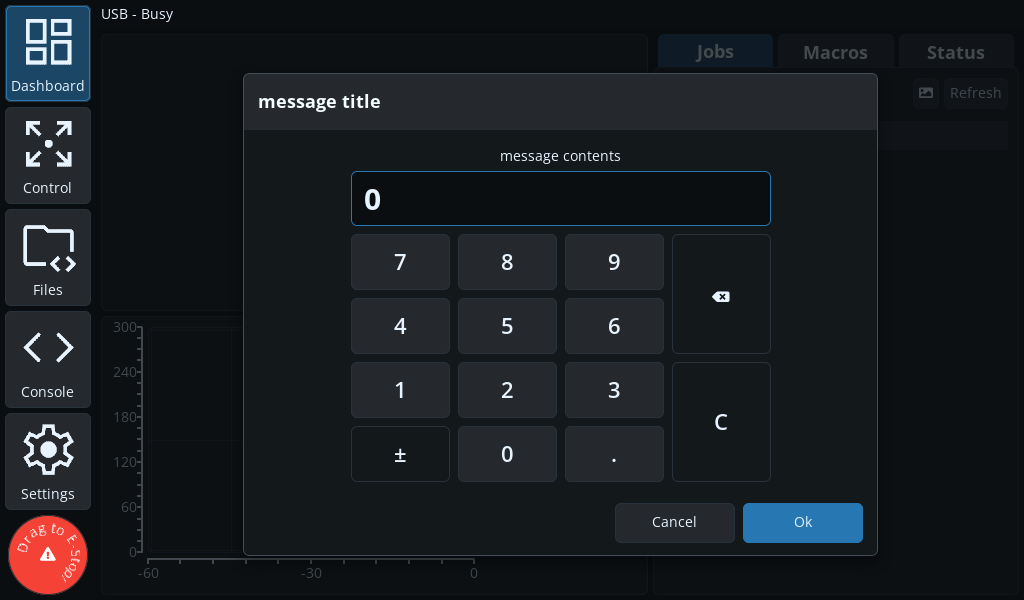 USB - Busy
Dashboard
Control
Files
Console
Settings
Drag to E-Stop!
Jobs
Macros
Status
Refresh
message title
message contents
0
7 8 9
4 5 6
1 2 3
C
± 0 .
Cancel
Ok
300
240
180
120
60
0
-60 -30 0